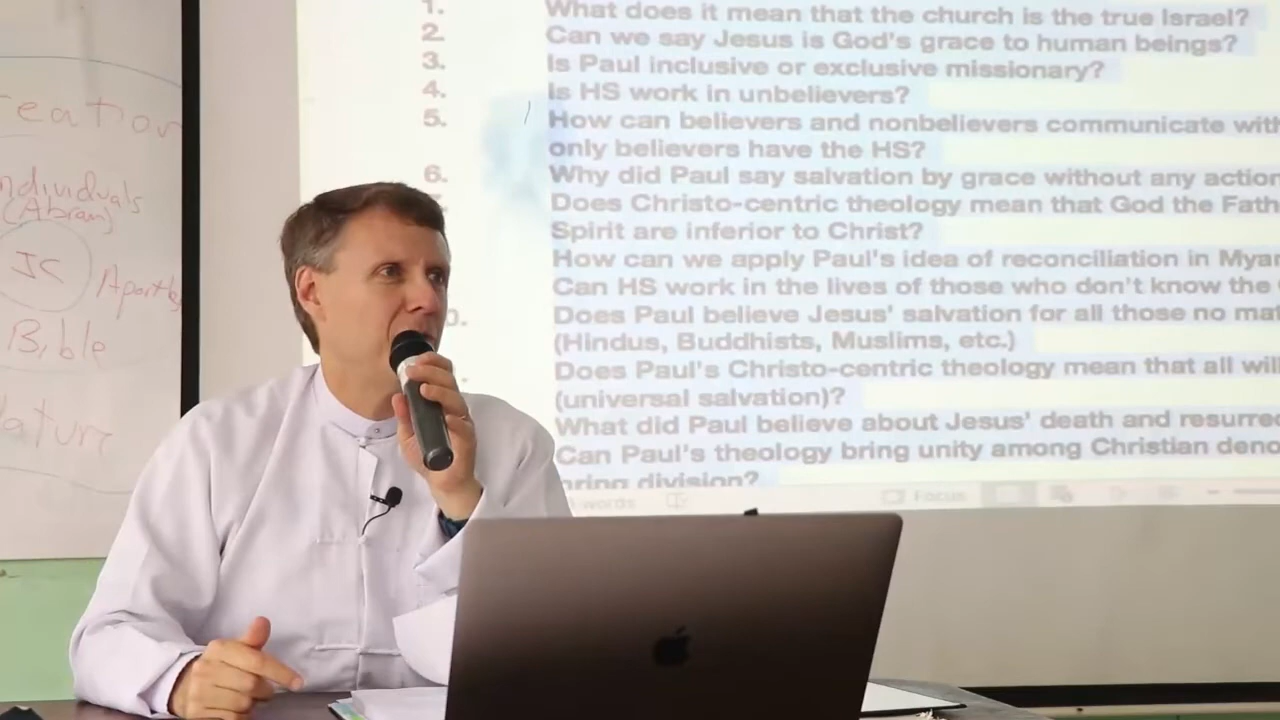 eation
ndividuals
(Abram)
JC
Bible
ature
1. What does it mean that the church is the true Israel?
2. Can we say Jesus is God's grace to human beings?
3. Is Paul inclusive or exclusive missionary?
4. Is HS work in unbelievers?
5. How can believers and nonbelievers communicate with
only believers have the HS?
6. Why did Paul say salvation by grace without any action
Does Christo-centric theology mean that God the Fath
Spirit are inferior to Christ?
How can we apply Paul's idea of reconciliation in Myan
Can HS work in the lives of those who don't know the
0. Does Paul believe Jesus' salvation for all those no mat
(Hindus, Buddhists, Muslims, etc.)
Does Paul's Christo-centric theology mean that all will
(universal salvation)?
What did Paul believe about Jesus' death and resurre
Can Paul's theology bring unity among Christian deno
bring division?
words
Focus